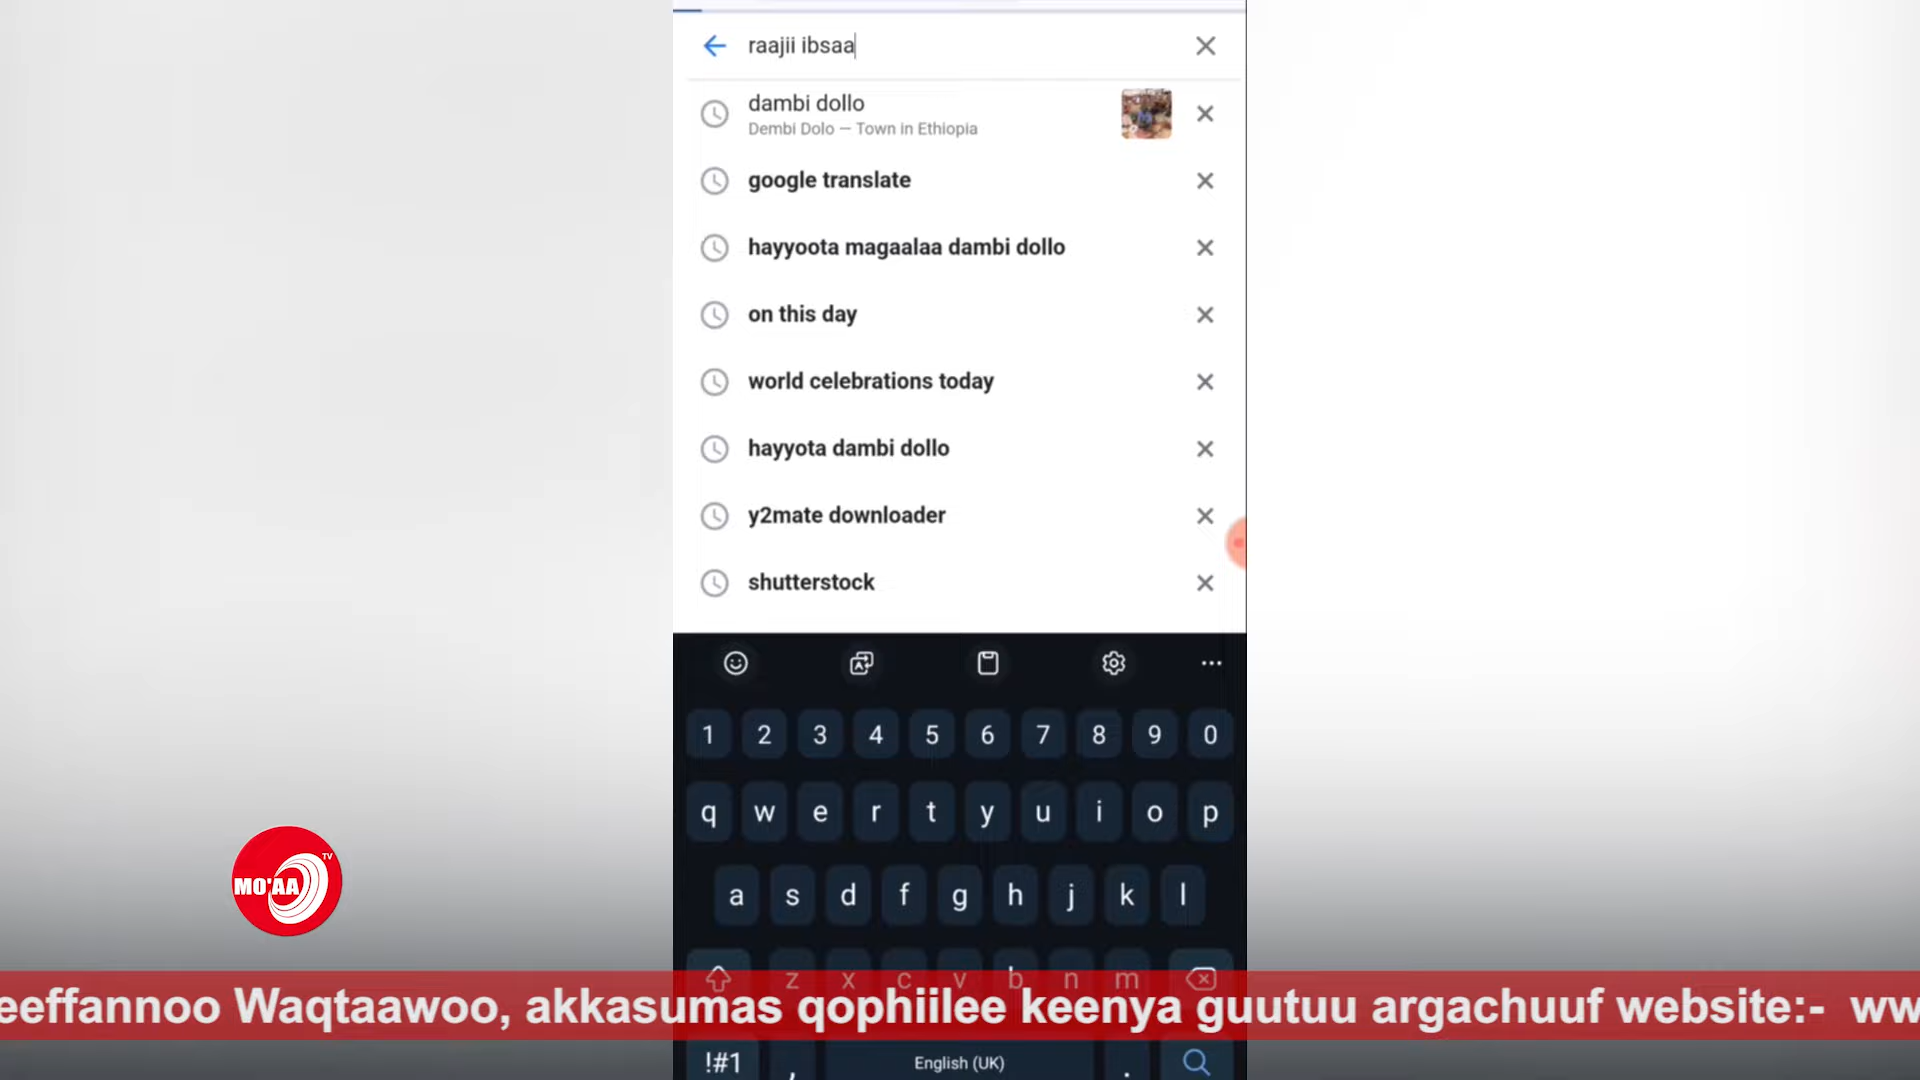 raajii ibsaa
dambi dollo
Dembi Dolo — Town in Ethiopia
google translate
hayyoota magaalaa dambi dollo
on this day
world celebrations today
hayyota dambi dollo
y2mate downloader
shutterstock
1 2 3 4 5 6 7 8 9 0
q w e r t y u i o p
a s d f g h j k l
MO'AA TV
z x c v b n m
eeffannoo Waqtaawoo, akkasumas qophiilee keenya guutuu argachuuf website:- ww
!#1 , English (UK) .